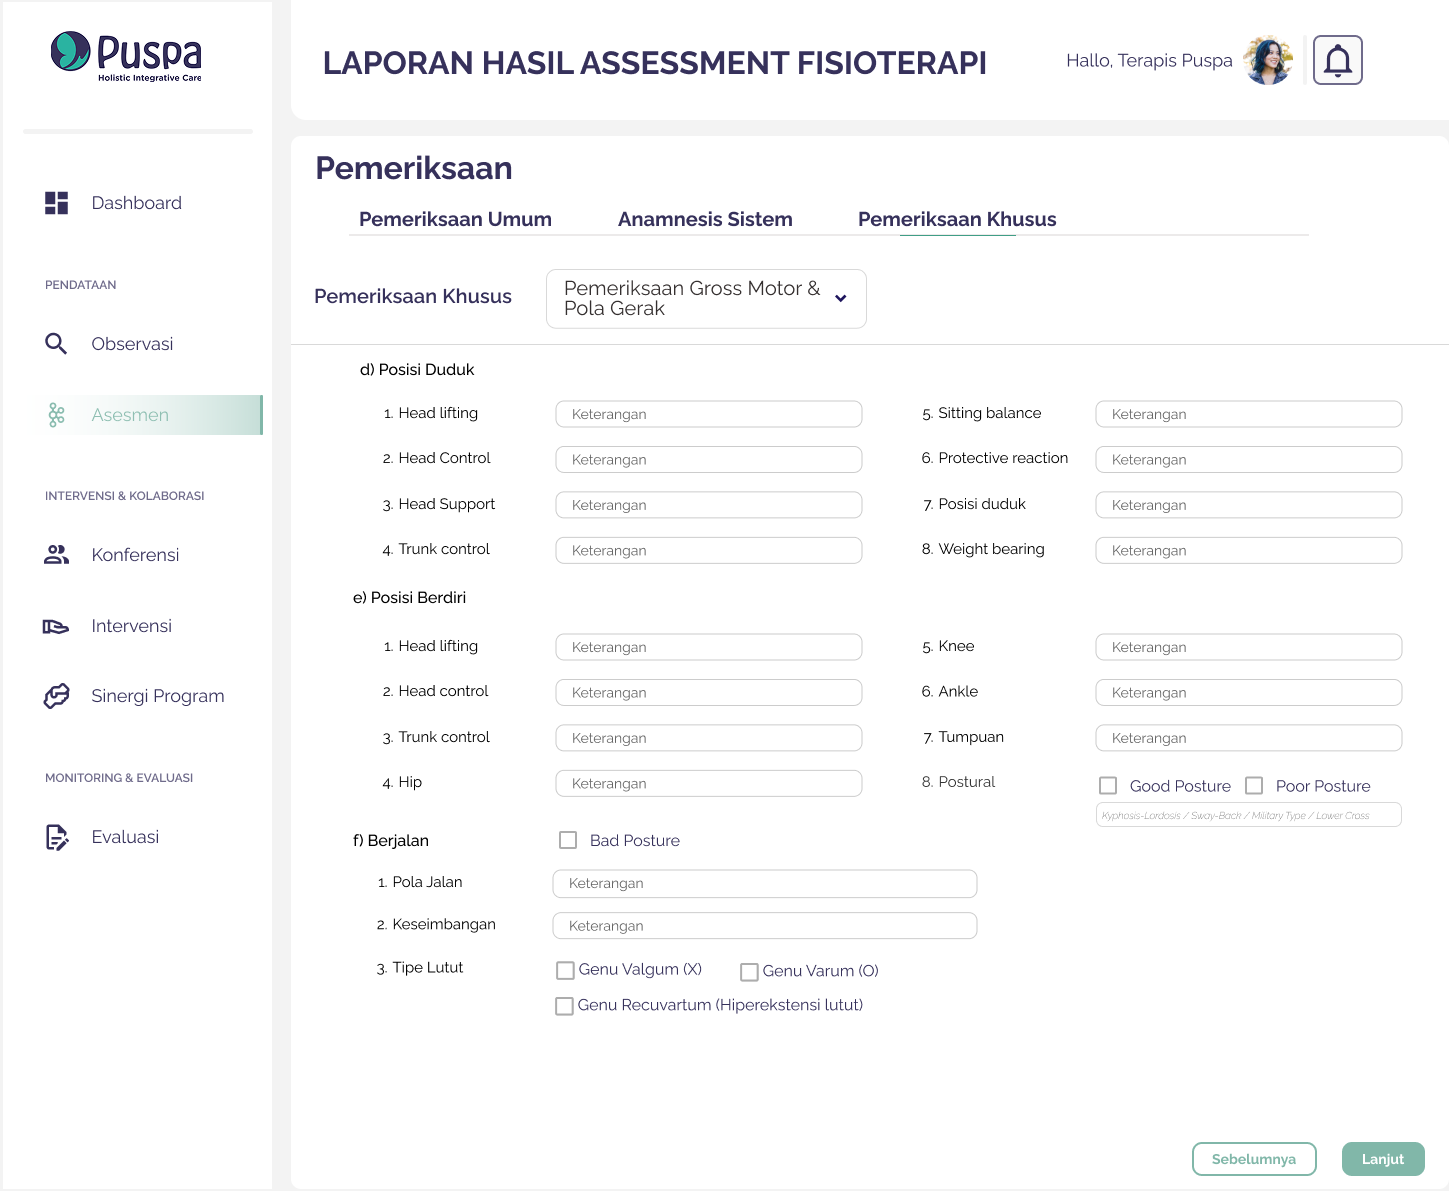 Puspa
Holistic Integrative Care
Dashboard
PENDATAAN
Observasi
Asesmen
INTERVENSI & KOLABORASI
Konferensi
Intervensi
Sinergi Program
MONITORING & EVALUASI
Evaluasi
LAPORAN HASIL ASSESSMENT FISIOTERAPI
Hallo, Terapis Puspa
Pemeriksaan
Pemeriksaan Umum Anamnesis Sistem Pemeriksaan Khusus
Pemeriksaan Khusus
Pemeriksaan Gross Motor &
Pola Gerak
d) Posisi Duduk
1. Head lifting Keterangan 5. Sitting balance Keterangan
2. Head Control Keterangan 6. Protective reaction Keterangan
3. Head Support Keterangan 7. Posisi duduk Keterangan
4. Trunk control Keterangan 8. Weight bearing Keterangan
e) Posisi Berdiri
1. Head lifting Keterangan 5. Knee Keterangan
2. Head control Keterangan 6. Ankle Keterangan
3. Trunk control Keterangan 7. Tumpuan Keterangan
4. Hip Keterangan 8. Postural Good Posture Poor Posture
Kyphosis-Lordosis / Sway-Back / Military Type / Lower Cross
f) Berjalan Bad Posture
1. Pola Jalan Keterangan
2. Keseimbangan Keterangan
3. Tipe Lutut Genu Valgum (X) Genu Varum (O)
Genu Recuvartum (Hiperekstensi lutut)
Sebelumnya Lanjut